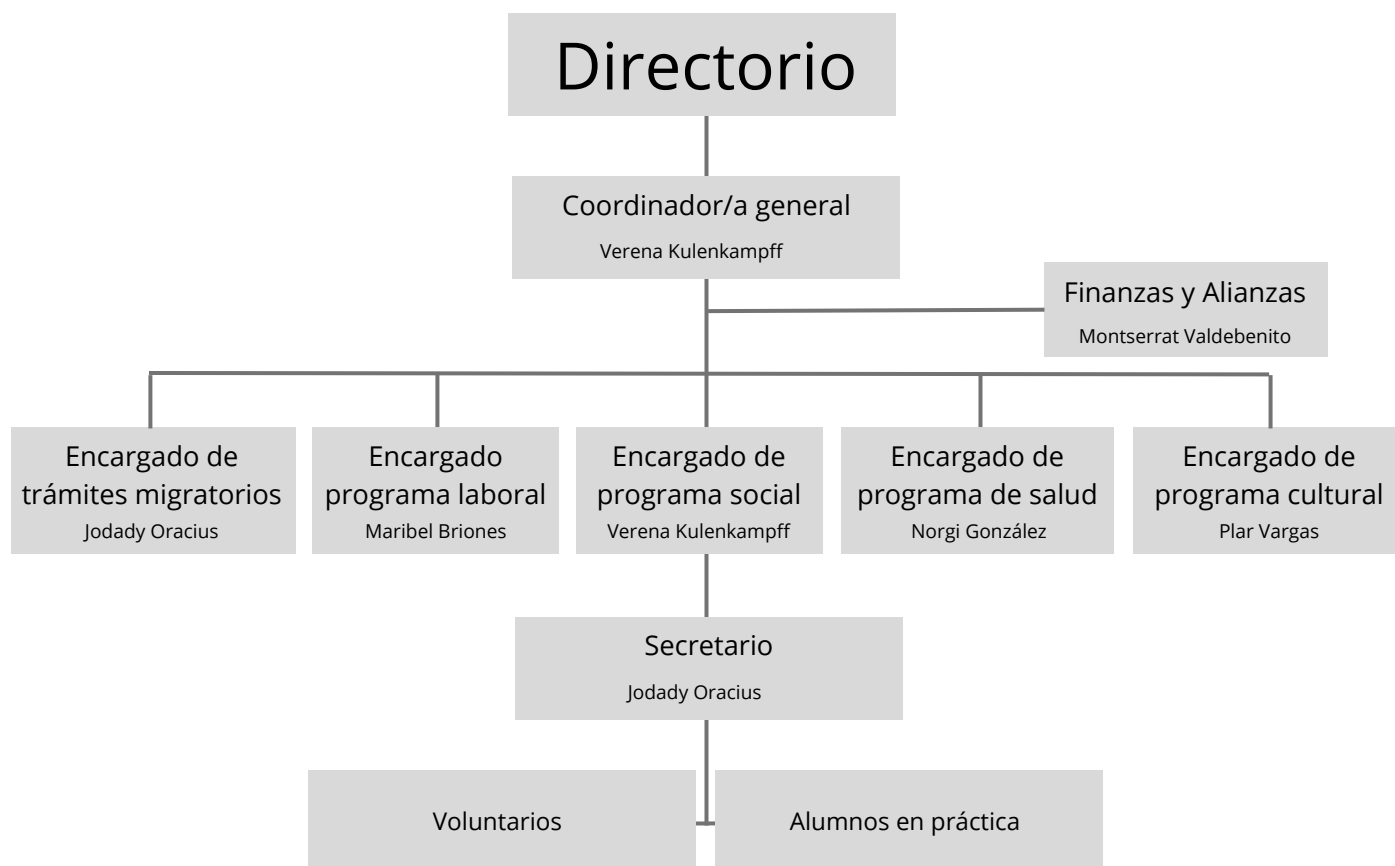 Directorio
Coordinador/a general
Verena Kulenkampff
Finanzas y Alianzas
Montserrat Valdebenito
Encargado de
trámites migratorios
Jodady Oracius
Encargado
programa laboral
Maribel Briones
Encargado de
programa social
Verena Kulenkampff
Encargado de
programa de salud
Norgi González
Encargado de
programa cultural
Plar Vargas
Secretario
Jodady Oracius
Voluntarios
Alumnos en práctica